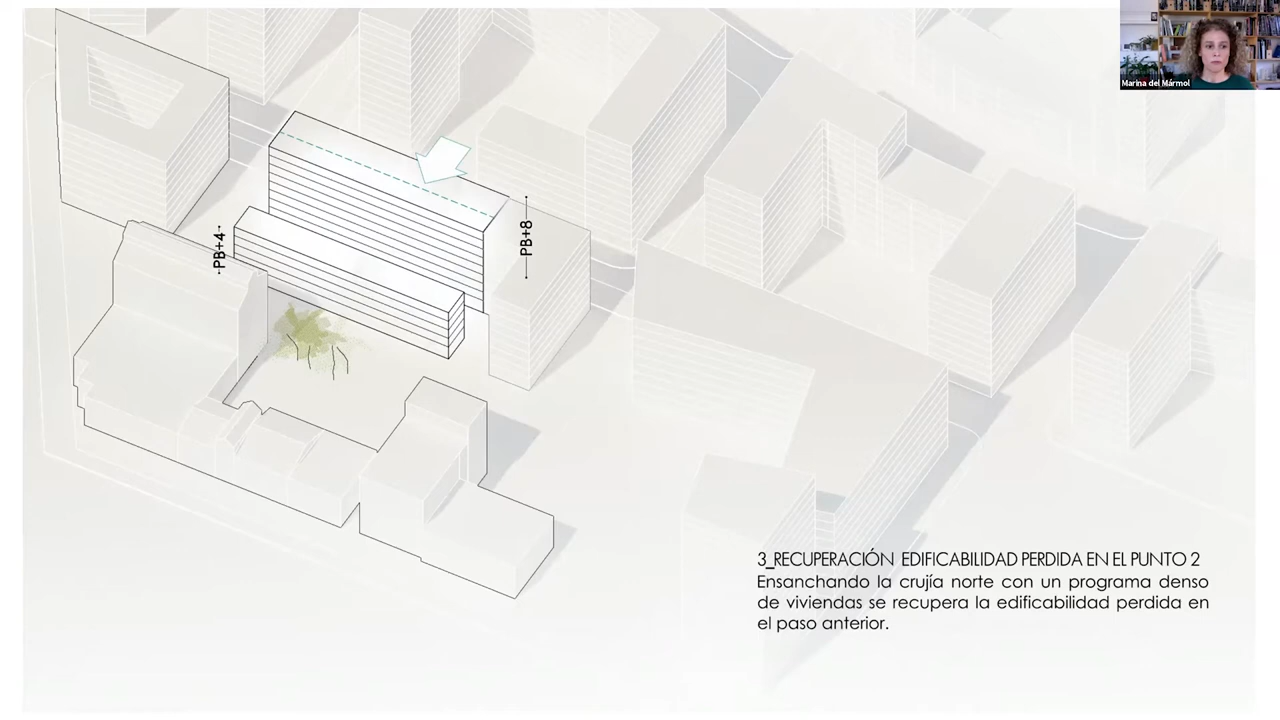 Marina del Mármol
PB+4
PB+8
3_RECUPERACIÓN EDIFICABILIDAD PERDIDA EN EL PUNTO 2
Ensanchando la crujía norte con un programa denso
de viviendas se recupera la edificabilidad perdida en
el paso anterior.